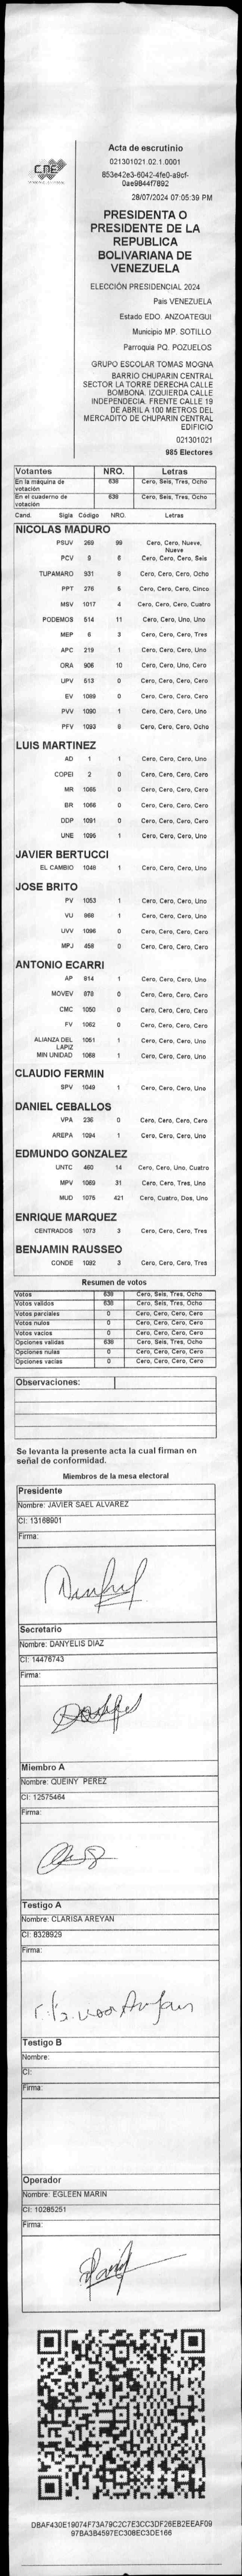 CNE
Acta de escrutinio
021301021.02.1.0001
853e42e3-6042-4fe0-a9cf-
0ae9844f7892
28/07/2024 07:05:39 PM
PRESIDENTA O
PRESIDENTE DE LA
REPUBLICA
BOLIVARIANA DE
VENEZUELA
ELECCIÓN PRESIDENCIAL 2024
Pais VENEZUELA
Estado EDO. ANZOATEGUI
Municipio MP. SOTILLO
Parroquia PQ. POZUELOS
GRUPO ESCOLAR TOMAS MOGNA
BARRIO CHUPARIN CENTRAL
SECTOR LA TORRE DERECHA CALLE
BOMBONA. IZQUIERDA CALLE
INDEPENDECIA. FRENTE CALLE 19
DE ABRIL A 100 METROS DEL
MERCADITO DE CHUPARIN CENTRAL
EDIFICIO
021301021
985 Electores
Votantes NRO. Letras
En la máquina de votación 638 Cero, Seis, Tres, Ocho
En el cuaderno de votación 638 Cero, Seis, Tres, Ocho
Cand. Sigla Código NRO. Letras
NICOLAS MADURO
PSUV 269 99 Cero, Cero, Nueve, Nueve
PCV 9 6 Cero, Cero, Cero, Seis
TUPAMARO 931 8 Cero, Cero, Cero, Ocho
PPT 276 5 Cero, Cero, Cero, Cinco
MSV 1017 4 Cero, Cero, Cero, Cuatro
PODEMOS 514 11 Cero, Cero, Uno, Uno
MEP 6 3 Cero, Cero, Cero, Tres
APC 219 1 Cero, Cero, Cero, Uno
ORA 906 10 Cero, Cero, Uno, Cero
UPV 513 0 Cero, Cero, Cero, Cero
EV 1089 0 Cero, Cero, Cero, Cero
PVV 1090 1 Cero, Cero, Cero, Uno
PFV 1093 8 Cero, Cero, Cero, Ocho
LUIS MARTINEZ
AD 1 1 Cero, Cero, Cero, Uno
COPEI 2 0 Cero, Cero, Cero, Cero
MR 1065 0 Cero, Cero, Cero, Cero
BR 1066 0 Cero, Cero, Cero, Cero
DDP 1091 0 Cero, Cero, Cero, Cero
UNE 1095 1 Cero, Cero, Cero, Uno
JAVIER BERTUCCI
EL CAMBIO 1048 1 Cero, Cero, Cero, Uno
JOSE BRITO
PV 1053 1 Cero, Cero, Cero, Uno
VU 968 1 Cero, Cero, Cero, Uno
UVV 1096 0 Cero, Cero, Cero, Cero
MPJ 458 0 Cero, Cero, Cero, Cero
ANTONIO ECARRI
AP 814 1 Cero, Cero, Cero, Uno
MOVEV 879 0 Cero, Cero, Cero, Cero
CMC 1050 0 Cero, Cero, Cero, Cero
FV 1062 0 Cero, Cero, Cero, Cero
ALIANZA DEL LAPIZ 1051 1 Cero, Cero, Cero, Uno
MIN UNIDAD 1068 1 Cero, Cero, Cero, Uno
CLAUDIO FERMIN
SPV 1049 1 Cero, Cero, Cero, Uno
DANIEL CEBALLOS
VPA 236 0 Cero, Cero, Cero, Cero
AREPA 1094 1 Cero, Cero, Cero, Uno
EDMUNDO GONZALEZ
UNTC 460 14 Cero, Cero, Uno, Cuatro
MPV 1069 31 Cero, Cero, Tres, Uno
MUD 1075 421 Cero, Cuatro, Dos, Uno
ENRIQUE MARQUEZ
CENTRADOS 1073 3 Cero, Cero, Cero, Tres
BENJAMIN RAUSSEO
CONDE 1092 3 Cero, Cero, Cero, Tres
Resumen de votos
Votos 638 Cero, Seis, Tres, Ocho
Votos validos 638 Cero, Seis, Tres, Ocho
Votos parciales 0 Cero, Cero, Cero, Cero
Votos nulos 0 Cero, Cero, Cero, Cero
Votos vacios 0 Cero, Cero, Cero, Cero
Opciones validas 638 Cero, Seis, Tres, Ocho
Opciones nulas 0 Cero, Cero, Cero, Cero
Opciones vacias 0 Cero, Cero, Cero, Cero
Observaciones:
Se levanta la presente acta la cual firman en
señal de conformidad.
Miembros de la mesa electoral
Presidente
Nombre: JAVIER SAEL ALVAREZ
CI: 13168901
Firma:
Secretario
Nombre: DANYELIS DIAZ
CI: 14476743
Firma:
Miembro A
Nombre: QUEINY PEREZ
CI: 12575464
Firma:
Testigo A
Nombre: CLARISA AREYAN
CI: 8328929
Firma:
Testigo B
Nombre:
CI:
Firma:
Operador
Nombre: EGLEEN MARIN
CI: 10285251
Firma:
DBAF430E19074F73A79C2C7E3CC3DF26EB2EEAF09
97BA3B4597EC308EC3DE166